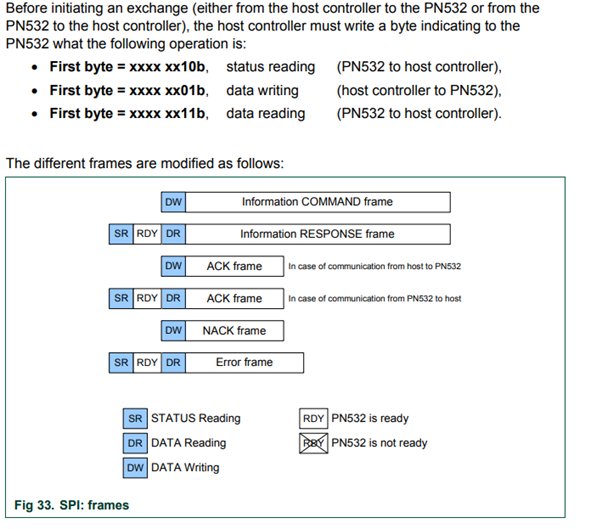 Before initiating an exchange (either from the host controller to the PN532 or from the
PN532 to the host controller), the host controller must write a byte indicating to the
PN532 what the following operation is:
• First byte = xxxx xx10b, status reading (PN532 to host controller),
• First byte = xxxx xx01b, data writing (host controller to PN532),
• First byte = xxxx xx11b, data reading (PN532 to host controller).
The different frames are modified as follows:
DW Information COMMAND frame
SR RDY DR Information RESPONSE frame
DW ACK frame In case of communication from host to PN532
SR RDY DR ACK frame In case of communication from PN532 to host
DW NACK frame
SR RDY DR Error frame
SR STATUS Reading RDY PN532 is ready
DR DATA Reading RDY PN532 is not ready
DW DATA Writing
Fig 33. SPI: frames